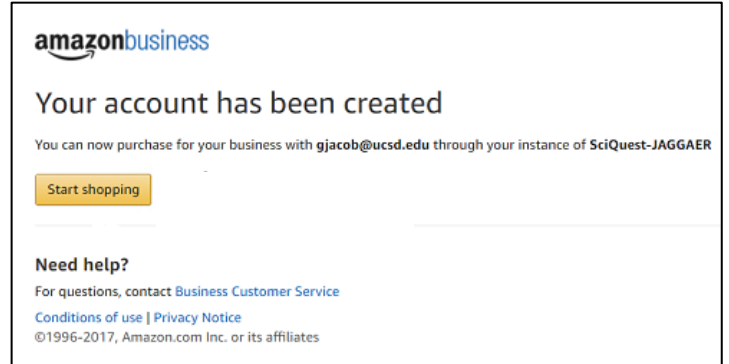 amazonbusiness
Your account has been created
You can now purchase for your business with gjacob@ucsd.edu through your instance of SciQuest-JAGGAER
Start shopping
Need help?
For questions, contact Business Customer Service
Conditions of use | Privacy Notice
©1996-2017, Amazon.com Inc. or its affiliates